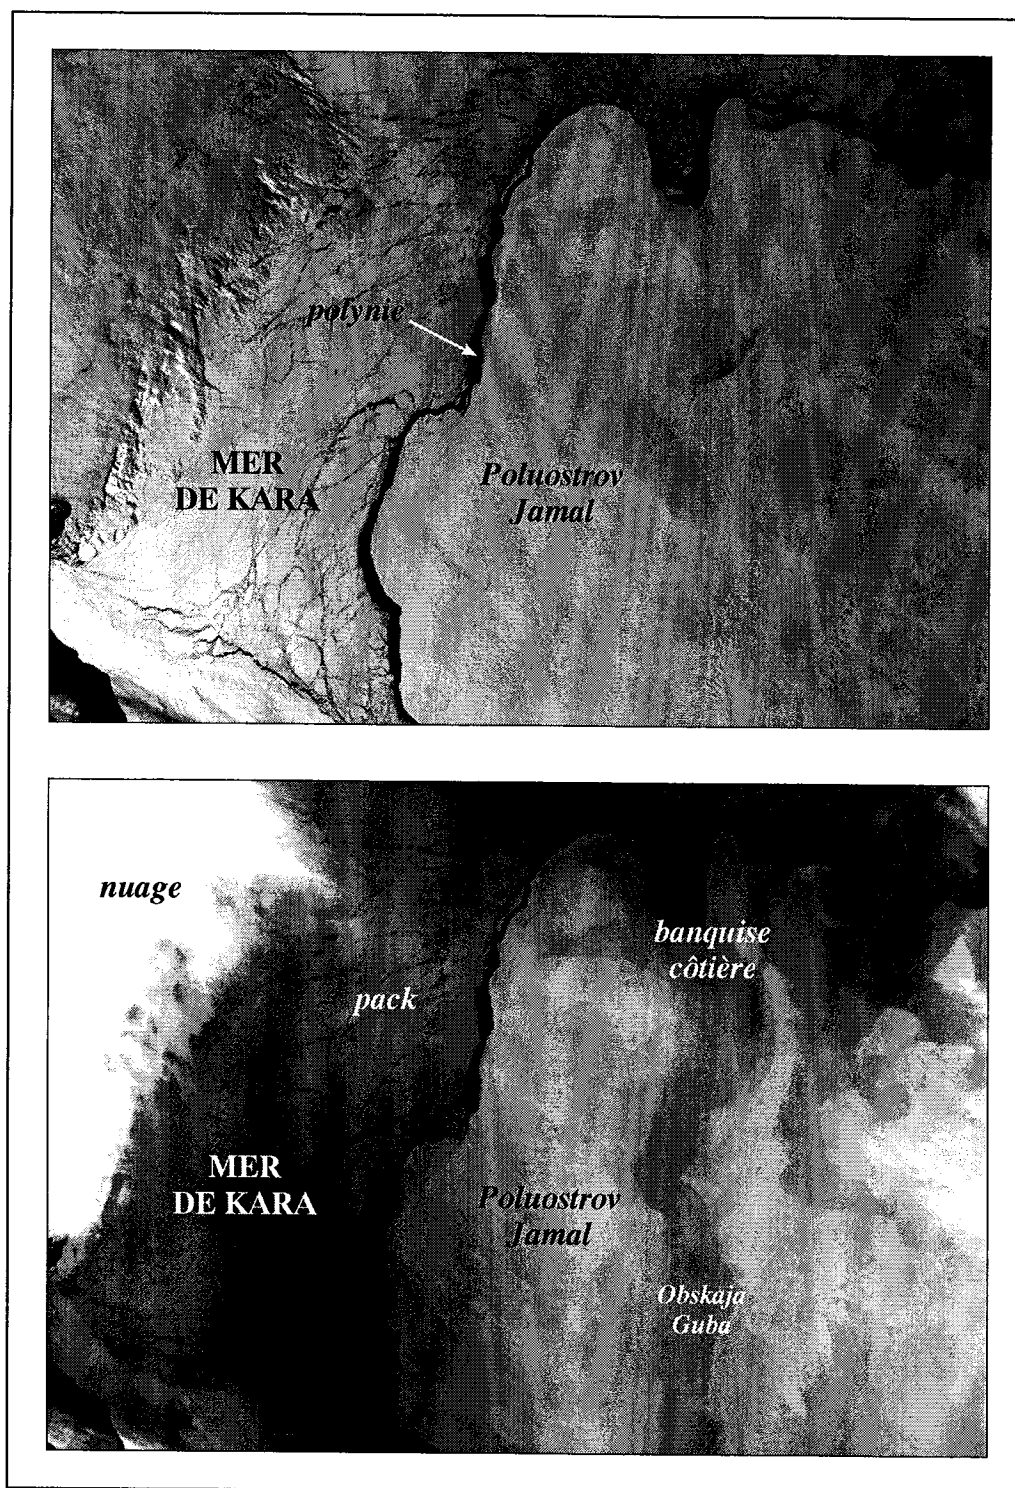 polynie
MER
DE KARA
Poluostrov
Jamal
nuage
banquise
côtière
pack
MER
DE KARA
Poluostrov
Jamal
Obskaja
Guba